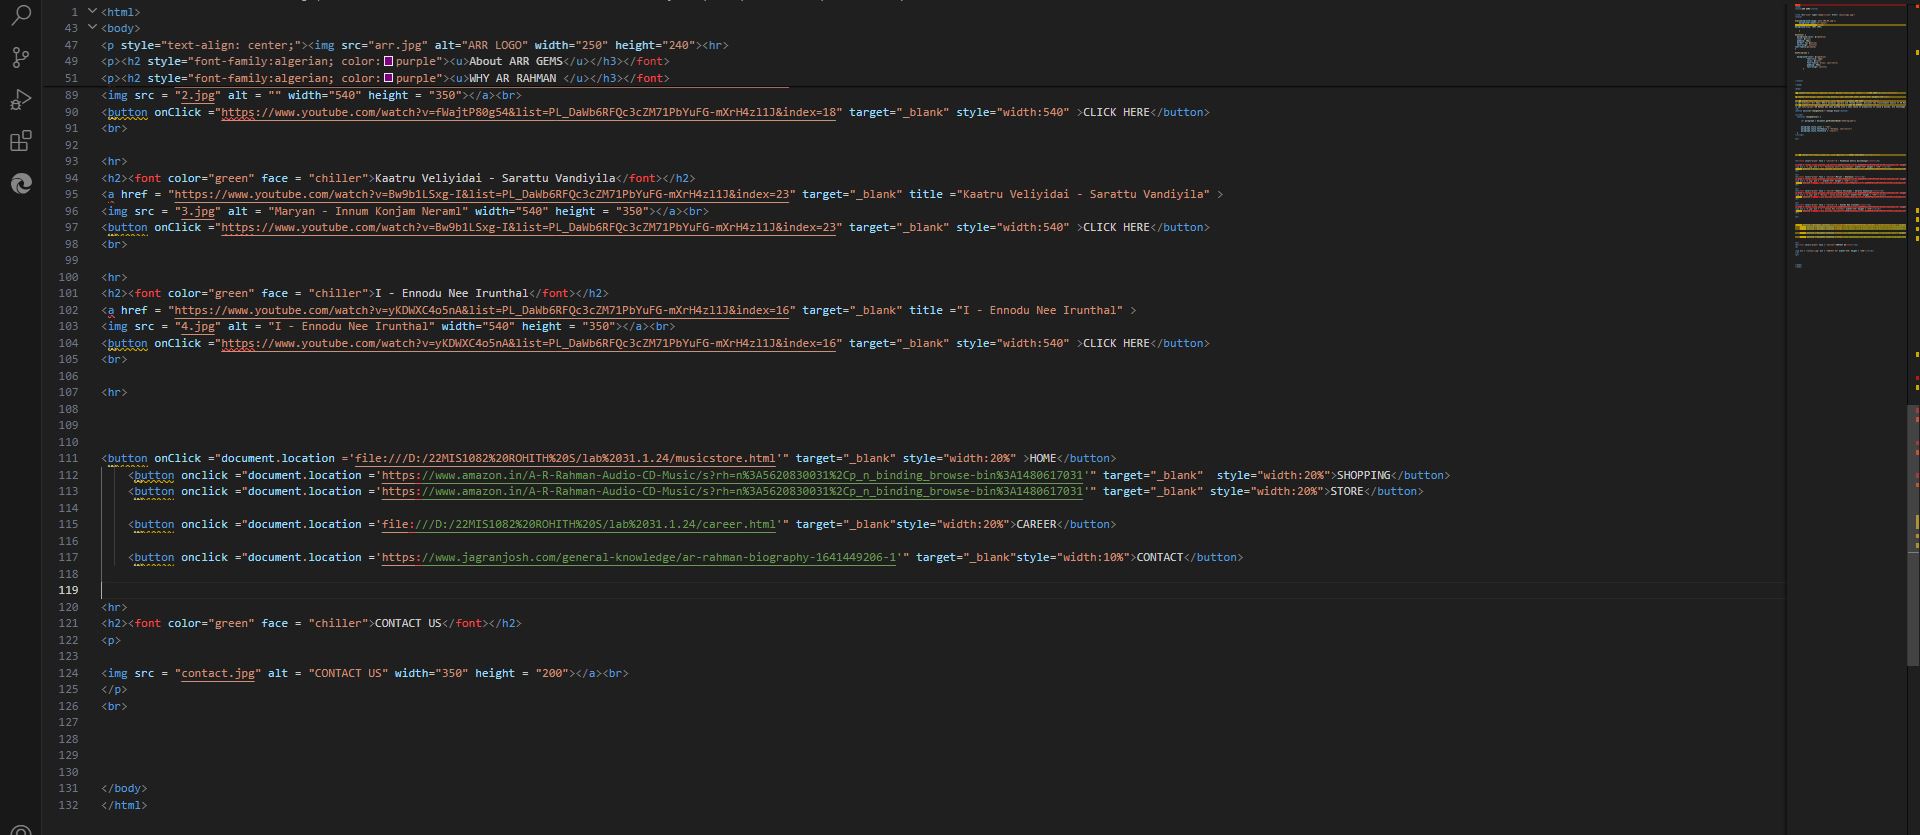 1 <html>
43 <body>
47 <p style="text-align: center;"><img src="arr.jpg" alt="ARR LOGO" width="250" height="240"><hr>
49 <p><h2 style="font-family:algerian; color:purple"><u>About ARR GEMS</u></h3></font>
51 <p><h2 style="font-family:algerian; color:purple"><u>WHY AR RAHMAN </u></h3></font>
89 <img src = "2.jpg" alt = "" width="540" height = "350"></a><br>
90 <button onClick ="https://www.youtube.com/watch?v=fWajtP80g54&list=PL_DaWb6RFQc3cZM71PbYuFG-mXrH4zl1J&index=18" target="_blank" style="width:540" >CLICK HERE</button>
91 <br>
92
93 <hr>
94 <h2><font color="green" face = "chiller">Kaatru Veliyidai - Sarattu Vandiyila</font></h2>
95 <a href = "https://www.youtube.com/watch?v=Bw9b1LSxg-I&list=PL_DaWb6RFQc3cZM71PbYuFG-mXrH4zl1J&index=23" target="_blank" title ="Kaatru Veliyidai - Sarattu Vandiyila" >
96 <img src = "3.jpg" alt = "Maryan - Innum Konjam Neraml" width="540" height = "350"></a><br>
97 <button onClick ="https://www.youtube.com/watch?v=Bw9b1LSxg-I&list=PL_DaWb6RFQc3cZM71PbYuFG-mXrH4zl1J&index=23" target="_blank" style="width:540" >CLICK HERE</button>
98 <br>
99
100 <hr>
101 <h2><font color="green" face = "chiller">I - Ennodu Nee Irunthal</font></h2>
102 <a href = "https://www.youtube.com/watch?v=yKDWXC4o5nA&list=PL_DaWb6RFQc3cZM71PbYuFG-mXrH4zl1J&index=16" target="_blank" title ="I - Ennodu Nee Irunthal" >
103 <img src = "4.jpg" alt = "I - Ennodu Nee Irunthal" width="540" height = "350"></a><br>
104 <button onClick ="https://www.youtube.com/watch?v=yKDWXC4o5nA&list=PL_DaWb6RFQc3cZM71PbYuFG-mXrH4zl1J&index=16" target="_blank" style="width:540" >CLICK HERE</button>
105 <br>
106
107 <hr>
108
109
110
111 <button onClick ="document.location ='file:///D:/22MIS1082%20ROHITH%20S/lab%2031.1.24/musicstore.html'" target="_blank" style="width:20%" >HOME</button>
112 <button onclick ="document.location ='https://www.amazon.in/A-R-Rahman-Audio-CD-Music/s?rh=n%3A5620830031%2Cp_n_binding_browse-bin%3A1480617031'" target="_blank"  style="width:20%">SHOPPING</button>
113 <button onclick ="document.location ='https://www.amazon.in/A-R-Rahman-Audio-CD-Music/s?rh=n%3A5620830031%2Cp_n_binding_browse-bin%3A1480617031'" target="_blank" style="width:20%">STORE</button>
114
115 <button onclick ="document.location ='file:///D:/22MIS1082%20ROHITH%20S/lab%2031.1.24/career.html'" target="_blank"style="width:20%">CAREER</button>
116
117 <button onclick ="document.location ='https://www.jagranjosh.com/general-knowledge/ar-rahman-biography-1641449206-1'" target="_blank"style="width:10%">CONTACT</button>
118
119
120 <hr>
121 <h2><font color="green" face = "chiller">CONTACT US</font></h2>
122 <p>
123
124 <img src = "contact.jpg" alt = "CONTACT US" width="350" height = "200"></a><br>
125 </p>
126 <br>
127
128
129
130
131 </body>
132 </html>